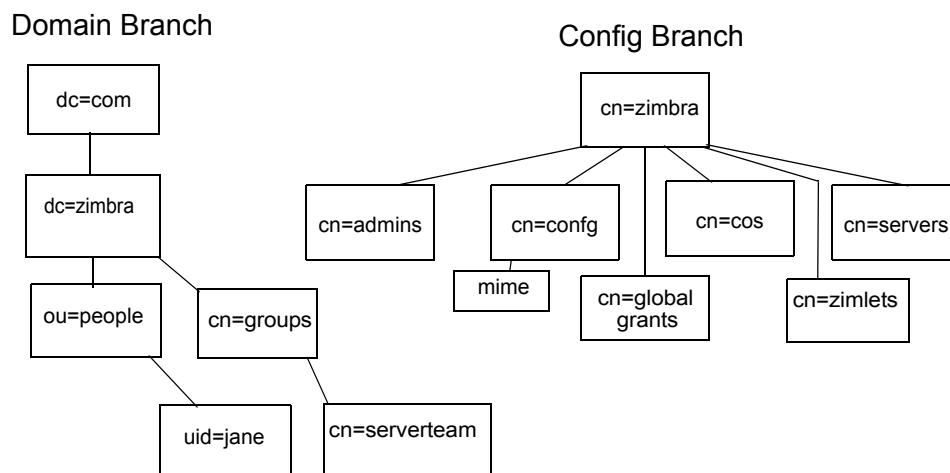 Domain Branch
Config Branch
dc=com
cn=zimbra
dc=zimbra
cn=admins
cn=confg
cn=cos
cn=servers
mime
cn=global
grants
cn=zimlets
ou=people
cn=groups
uid=jane
cn=serverteam